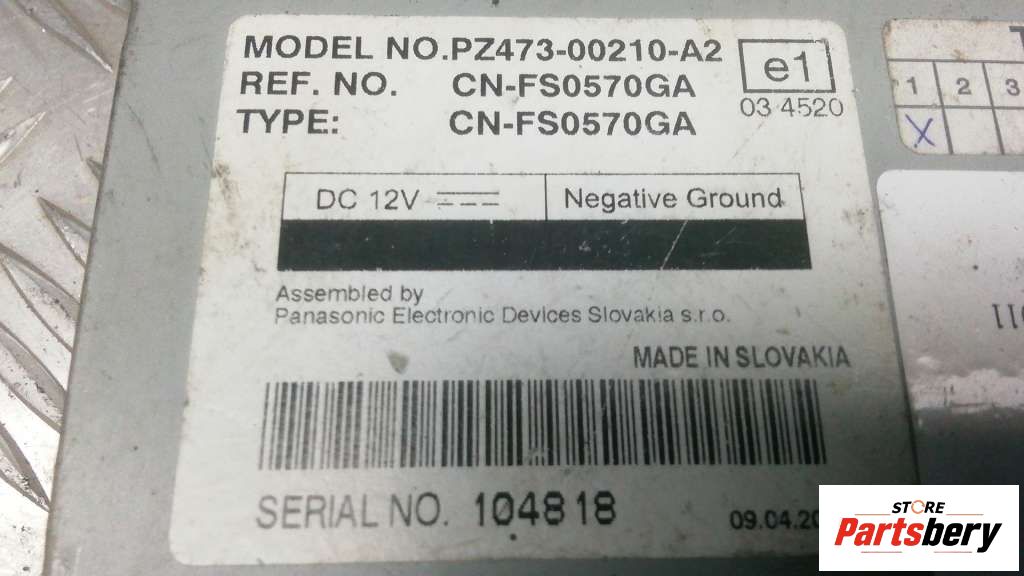 MODEL NO. PZ473-00210-A2
e1
REF. NO. CN-FS0570GA
03 4520
TYPE: CN-FS0570GA
1 2 3
X
DC 12V Negative Ground
Assembled by
Panasonic Electronic Devices Slovakia s.r.o.
MADE IN SLOVAKIA
SERIAL NO. 104818
STORE
Partsbery